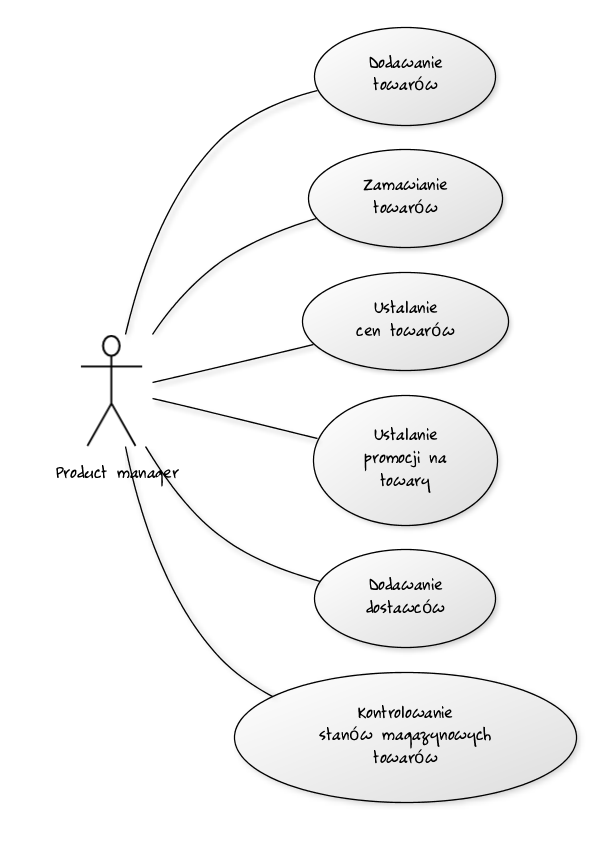 Dodawanie
towarów
Zamawianie
towarów
Ustalanie
cen towarów
Ustalanie
promocji na
towary
Product manager
Dodawanie
dostawców
Kontrolowanie
stanów magazynowych
towarów